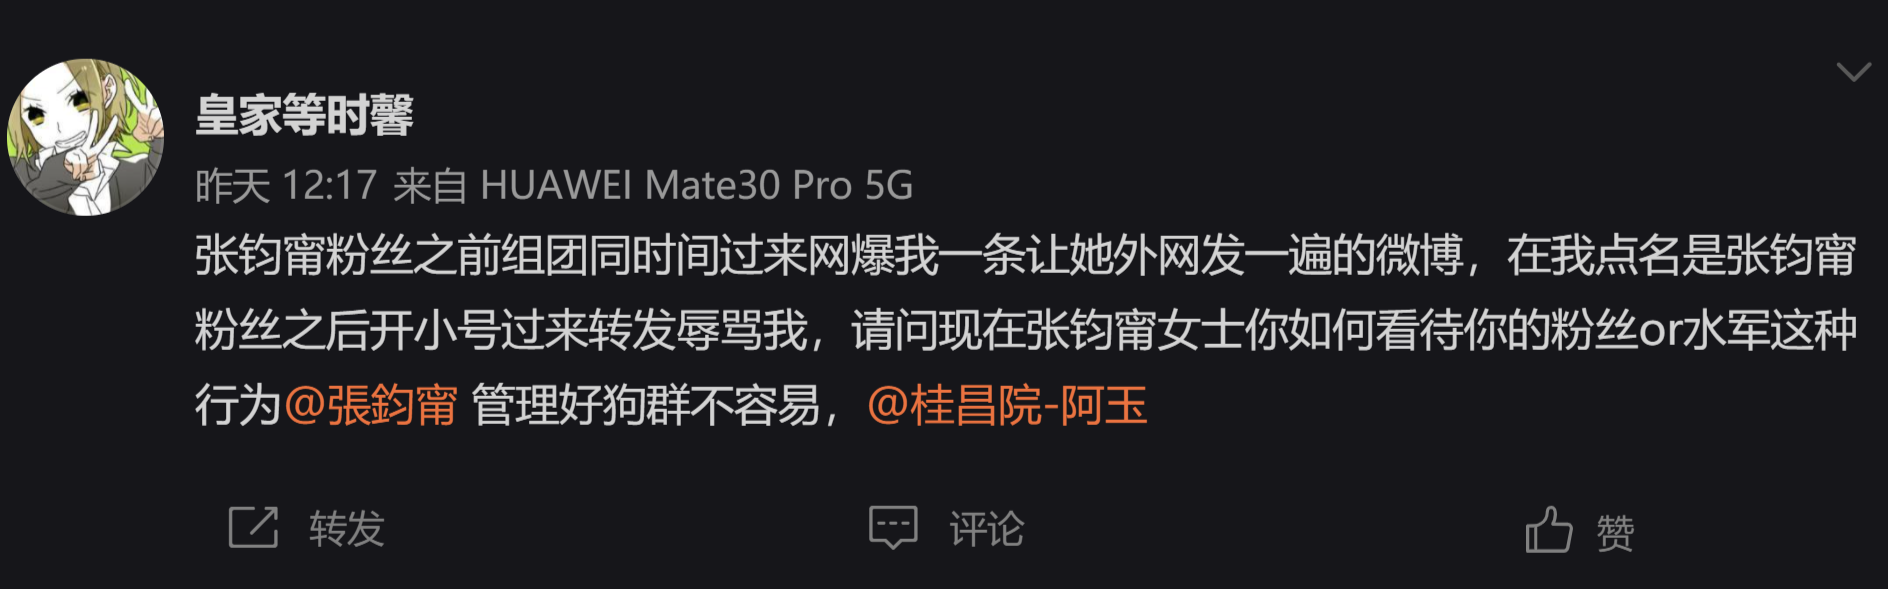 皇家等时馨
昨天 12:17 来自 HUAWEI Mate30 Pro 5G
张钧甯粉丝之前组团同时间过来网爆我一条让她外网发一遍的微博，在我点名是张钧甯
粉丝之后开小号过来转发辱骂我，请问现在张钧甯女士你如何看待你的粉丝or水军这种
行为@張鈞甯 管理好狗群不容易，@桂昌院-阿玉
转发 评论 赞